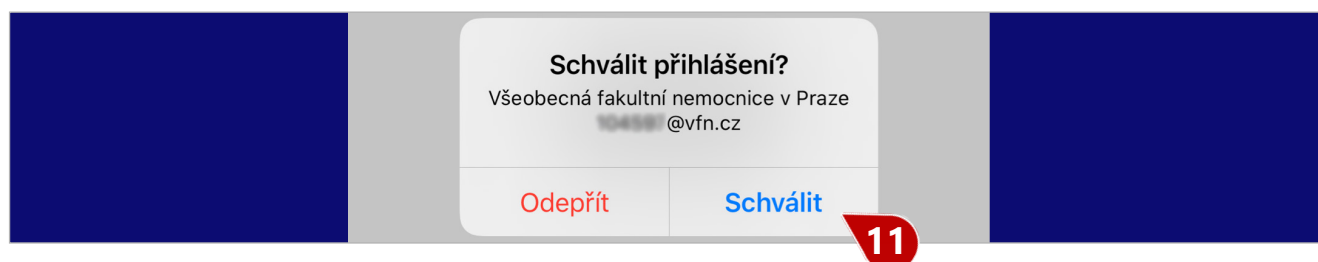 Schválit přihlášení?
Všeobecná fakultní nemocnice v Praze
@vfn.cz
Odepřít
Schválit
11